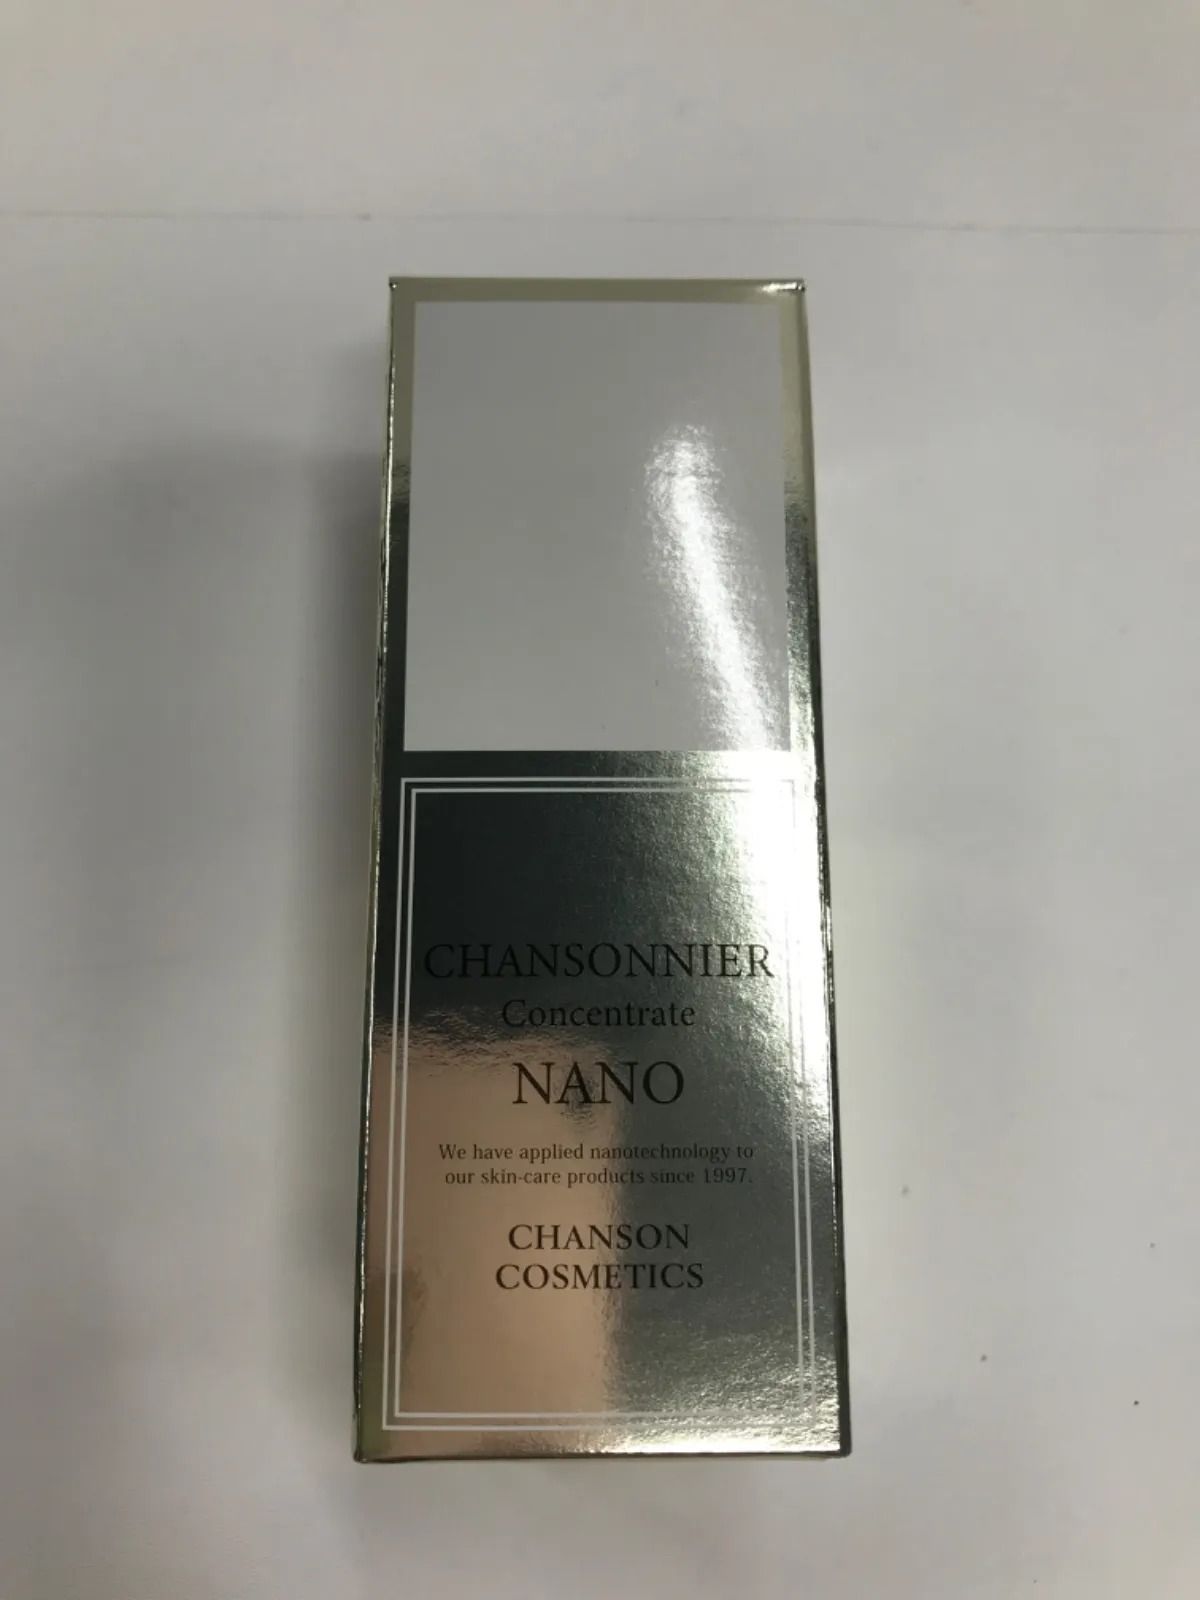 CHANSONNIER
Concentrate
NANO
We have applied nanotechnology to
our skin-care products since 1997.
CHANSON
COSMETICS